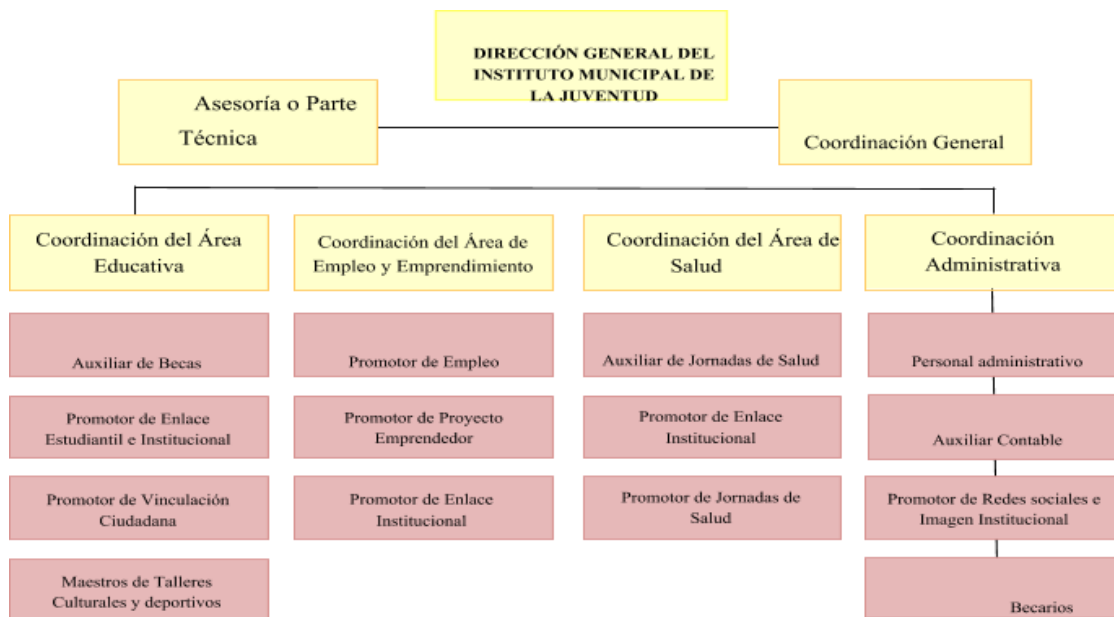 DIRECCIÓN GENERAL DEL
INSTITUTO MUNICIPAL DE
LA JUVENTUD
Asesoría o Parte
Técnica
Coordinación General
Coordinación del Área
Educativa
Coordinación del Área de
Empleo y Emprendimiento
Coordinación del Área de
Salud
Coordinación
Administrativa
Auxiliar de Becas
Promotor de Empleo
Auxiliar de Jornadas de Salud
Personal administrativo
Promotor de Enlace
Estudiantil e Institucional
Promotor de Proyecto
Emprendedor
Promotor de Enlace
Institucional
Auxiliar Contable
Promotor de Vinculación
Ciudadana
Promotor de Enlace
Institucional
Promotor de Jornadas de
Salud
Promotor de Redes sociales e
Imagen Institucional
Maestros de Talleres
Culturales y deportivos
Becarios